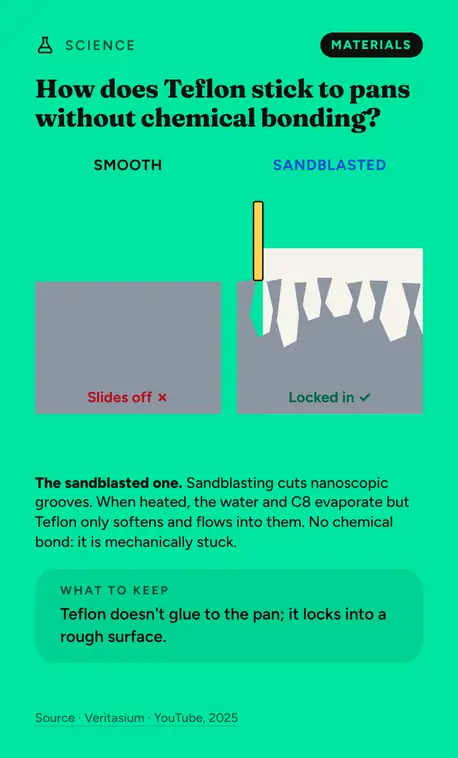 SCIENCE
MATERIALS
How does Teflon stick to pans
without chemical bonding?
SMOOTH
SANDBLASTED
Slides off ×
Locked in ✓
The sandblasted one. Sandblasting cuts nanoscopic
grooves. When heated, the water and C8 evaporate but
Teflon only softens and flows into them. No chemical
bond: it is mechanically stuck.
WHAT TO KEEP
Teflon doesn't glue to the pan; it locks into a
rough surface.
Source · Veritasium · YouTube, 2025